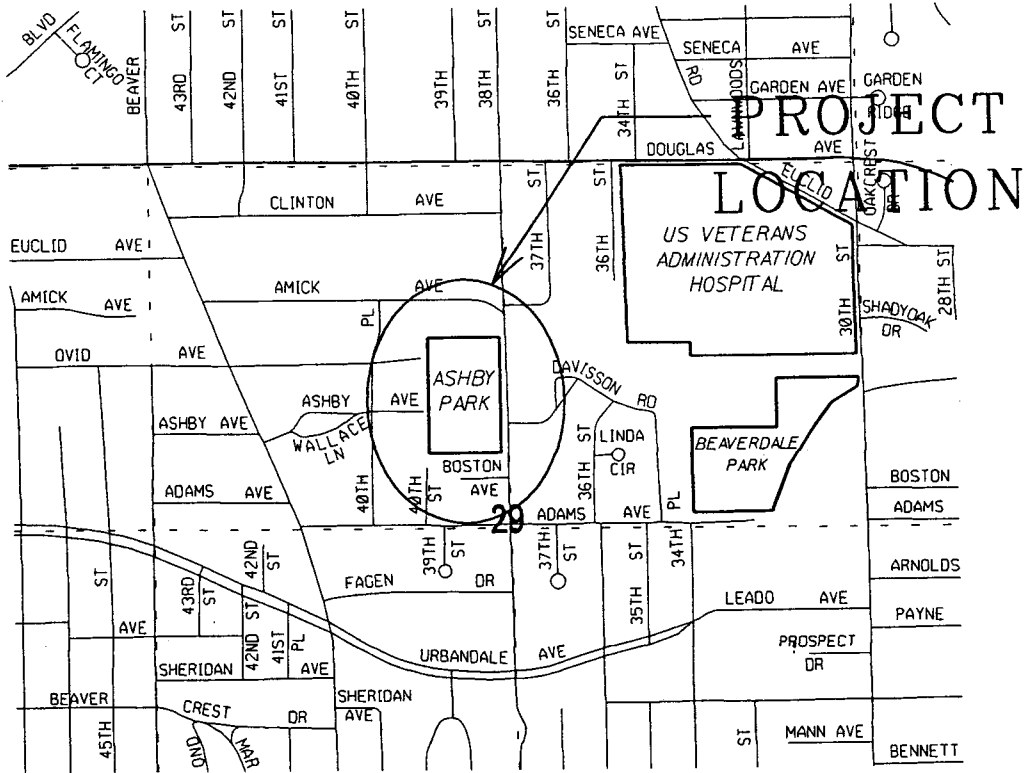 BLVD
FLAMINGO
CT
BEAVER
ST
43RD
ST
42ND
ST
41ST
ST
40TH
ST
39TH
ST
38TH
ST
36TH
SENECA AVE
ST
34TH
SENECA AVE
RD
LAWNWOODS
GARDEN AVE
GARDEN
RIDGE
PROJECT
LOCATION
DOUGLAS AVE
EUCLID
OAKCREST
DR
CLINTON AVE
ST
37TH
ST
36TH
US VETERANS
ADMINISTRATION
HOSPITAL
ST
30TH
28TH ST
SHADYOAK
DR
EUCLID AVE
AMICK AVE
AMICK AVE
PL
OVID AVE
ASHBY
PARK
DAVISSON
RD
ASHBY AVE
WALLACE
LN
ASHBY AVE
ST
36TH
LINDA
CIR
BEAVERDALE
PARK
BOSTON
AVE
40TH
40TH
ST
ADAMS AVE
29
ADAMS AVE
PL
34TH
BOSTON
ADAMS
ARNOLDS
PAYNE
39TH
ST
37TH
ST
ST
35TH
42ND
ST
43RD
ST
ST
FAGEN DR
LEADO AVE
AVE
42ND ST
41ST
PL
SHERIDAN AVE
URBANDALE AVE
PROSPECT
DR
BEAVER
CREST DR
SHERIDAN
AVE
45TH
OND
MAR
ST
MANN AVE
BENNETT